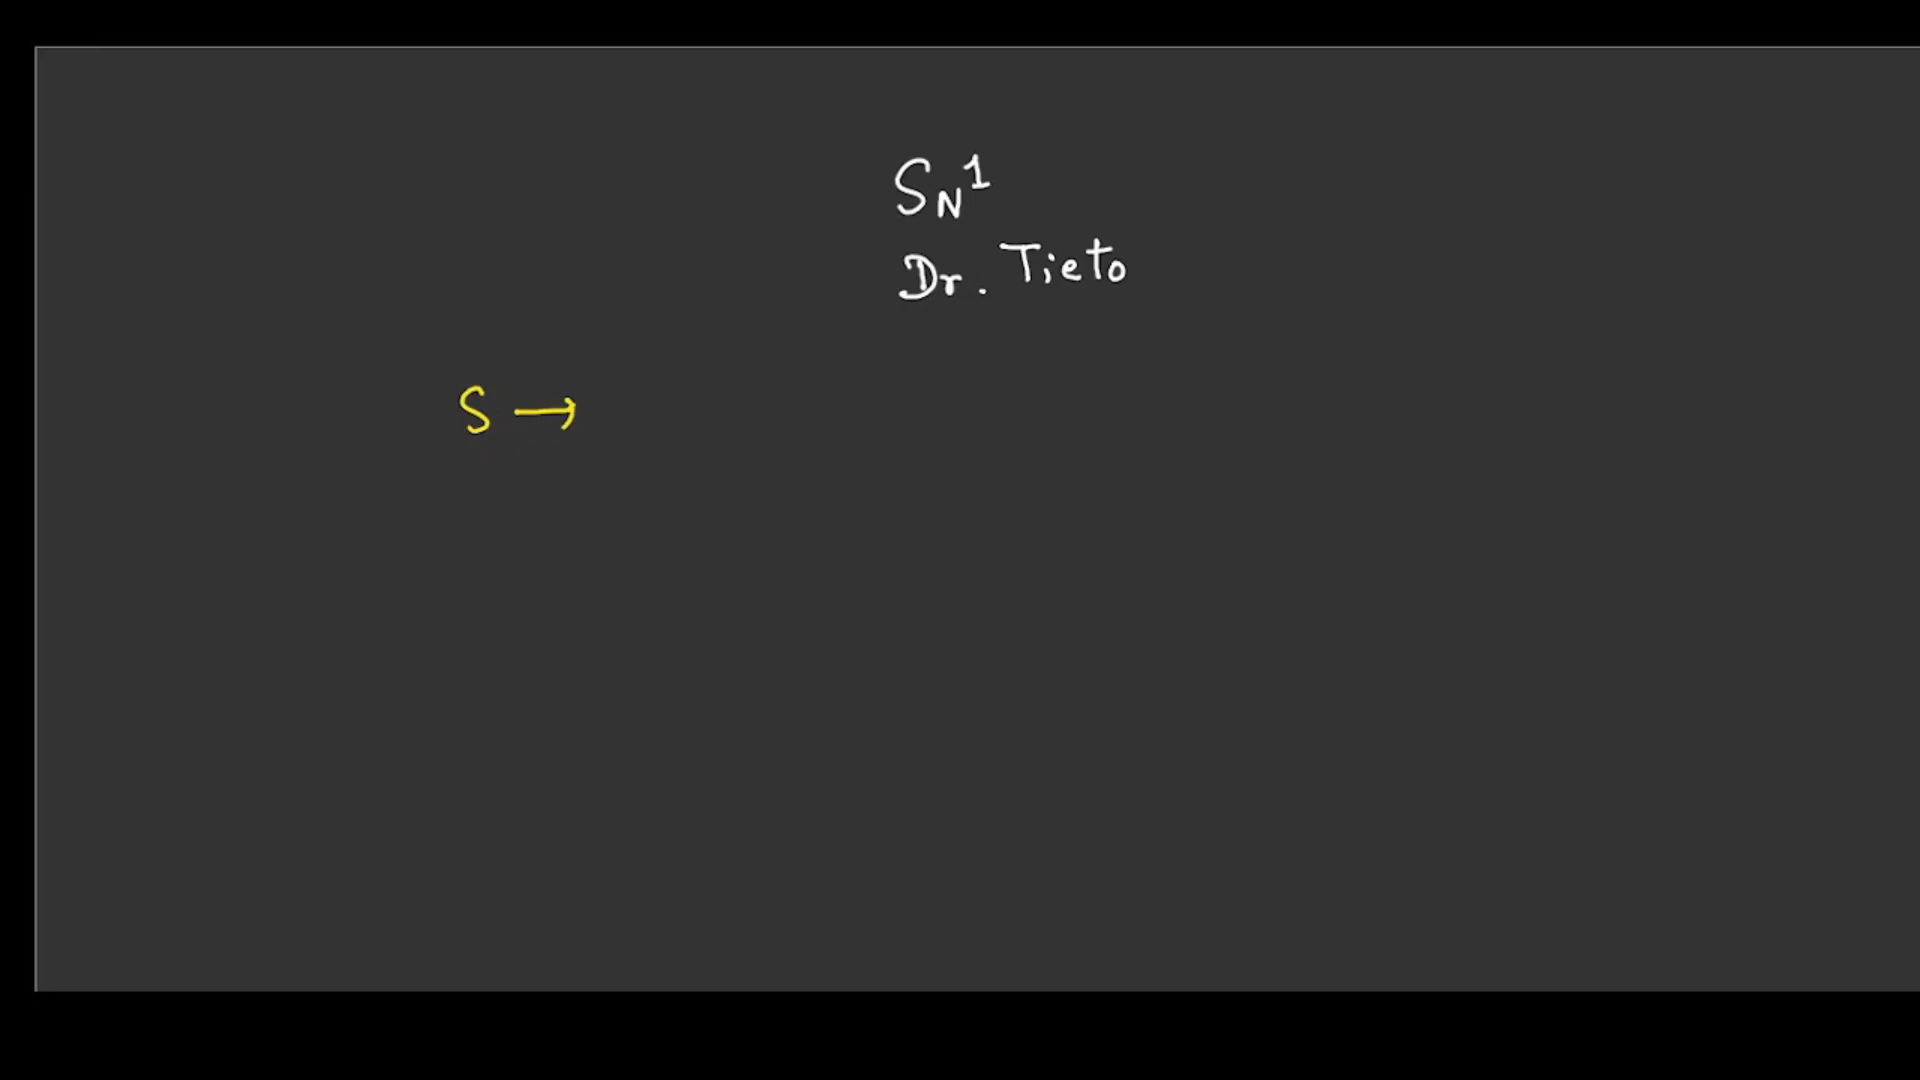 SN1
Dr. Tieto
S →